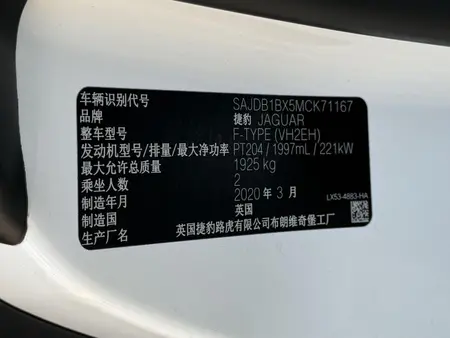 车辆识别代号 SAJDB1BX5MCK71167
品牌 捷豹 JAGUAR
整车型号 F-TYPE (VH2EH)
发动机型号/排量/最大净功率 PT204 / 1997mL / 221kW
最大允许总质量 1925 kg
乘坐人数 2
制造年月 2020 年 3 月
制造国 英国
生产厂名 英国捷豹路虎有限公司布朗维奇堡工厂
LX53-4883-HA